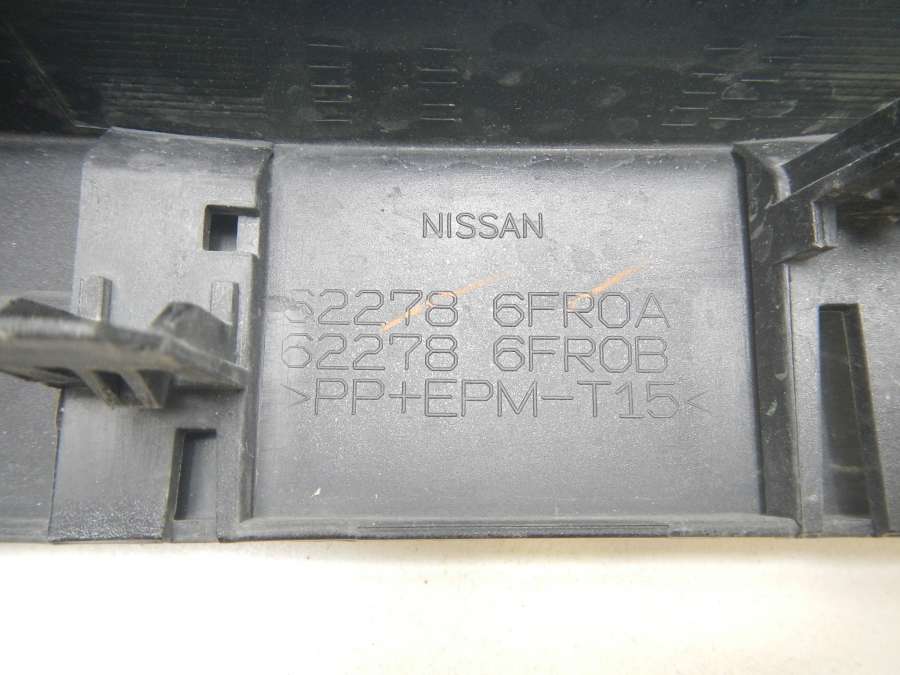 NISSAN
62278 6FR0A
62278 6FR0B
>PP+EPM-T15<